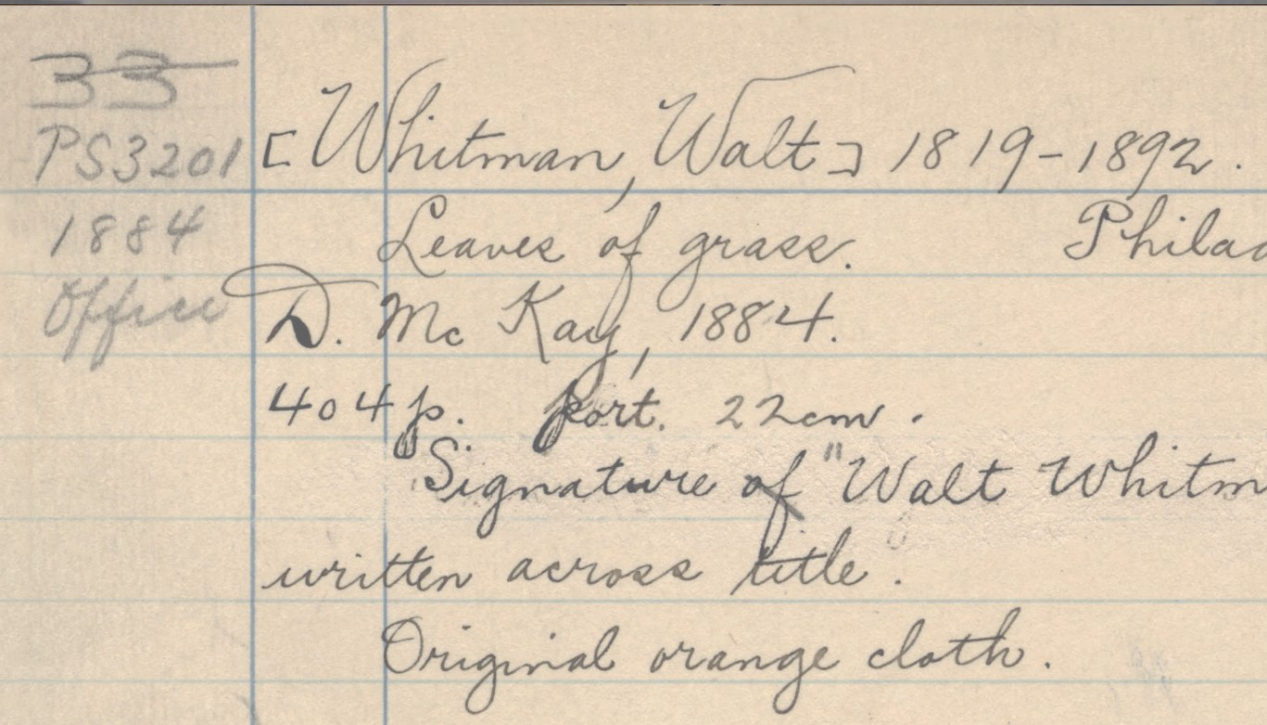 33
PS3201 [Whitman, Walt] 1819-1892.
1884 Leaves of grass. Philad
Office D. McKay, 1884.
404 p. port. 22cm.
Signature of "Walt Whitm
written across title.
Original orange cloth.